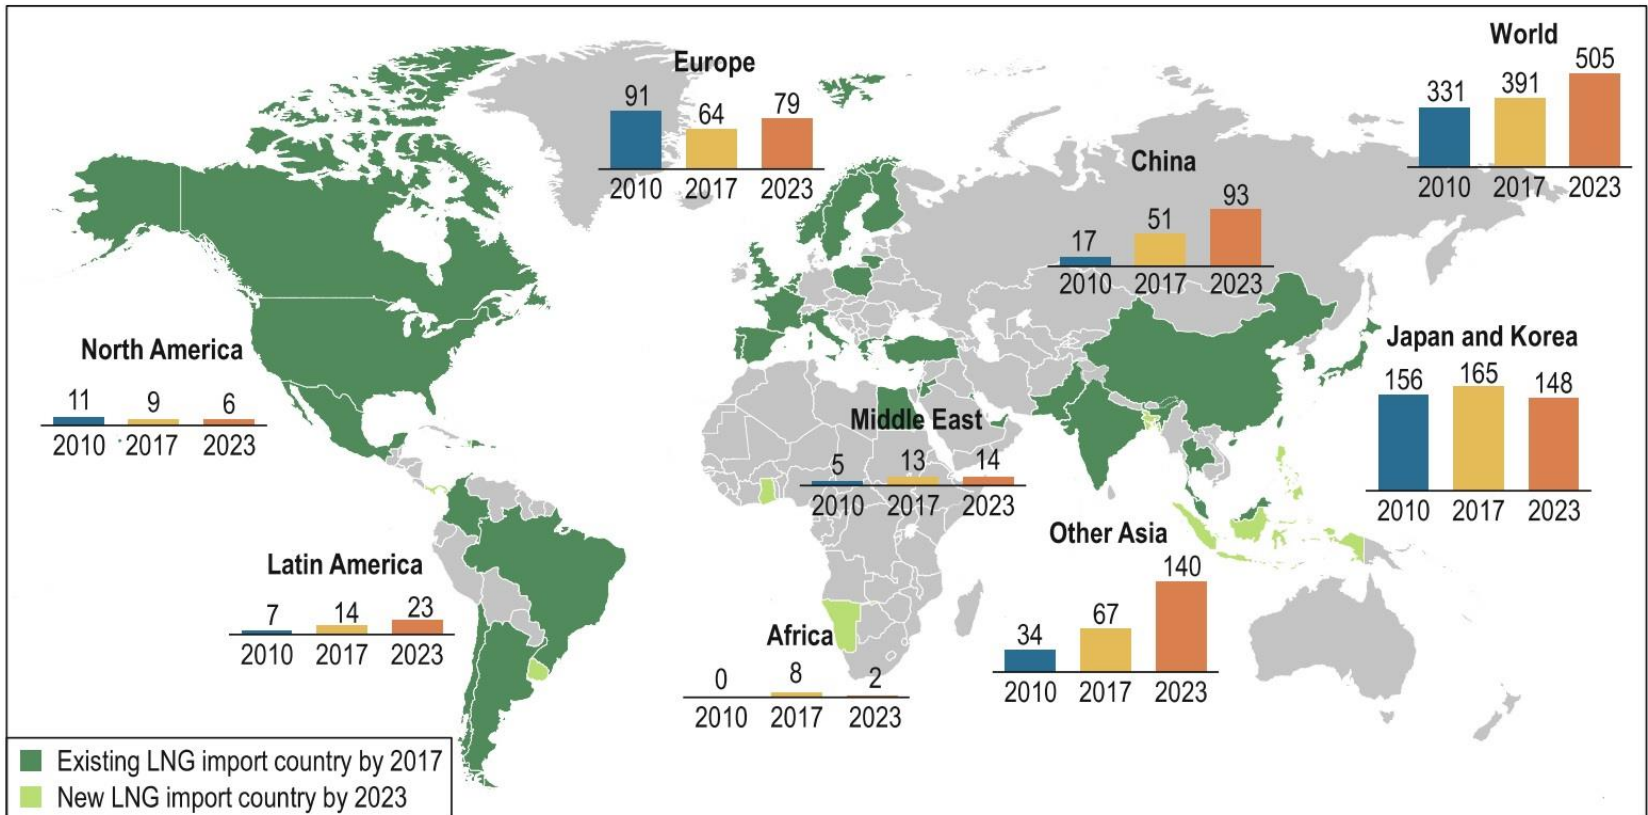 World
331 391 505
2010 2017 2023
Europe
91 64 79
2010 2017 2023
China
17 51 93
2010 2017 2023
North America
11 9 6
2010 2017 2023
Japan and Korea
156 165 148
2010 2017 2023
Middle East
5 13 14
2010 2017 2023
Latin America
7 14 23
2010 2017 2023
Other Asia
34 67 140
2010 2017 2023
Africa
0 8 2
2010 2017 2023
Existing LNG import country by 2017
New LNG import country by 2023